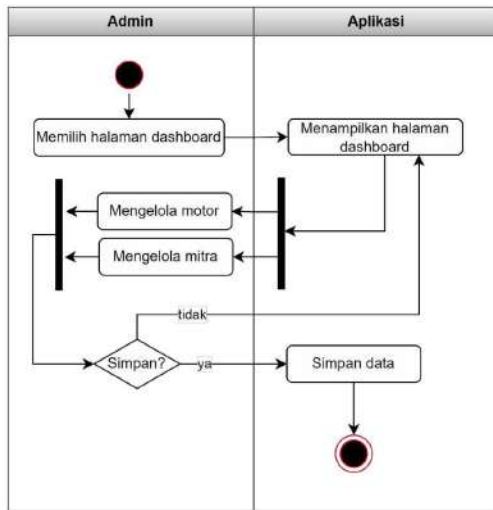 Admin
Aplikasi
Memilih halaman dashboard
Menampilkan halaman
dashboard
Mengelola motor
Mengelola mitra
tidak
Simpan?
ya
Simpan data